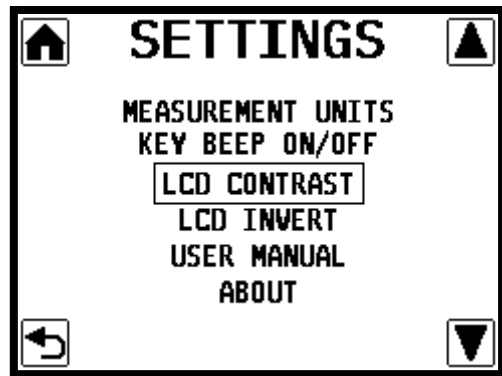 SETTINGS
MEASUREMENT UNITS
KEY BEEP ON/OFF
LCD CONTRAST
LCD INVERT
USER MANUAL
ABOUT